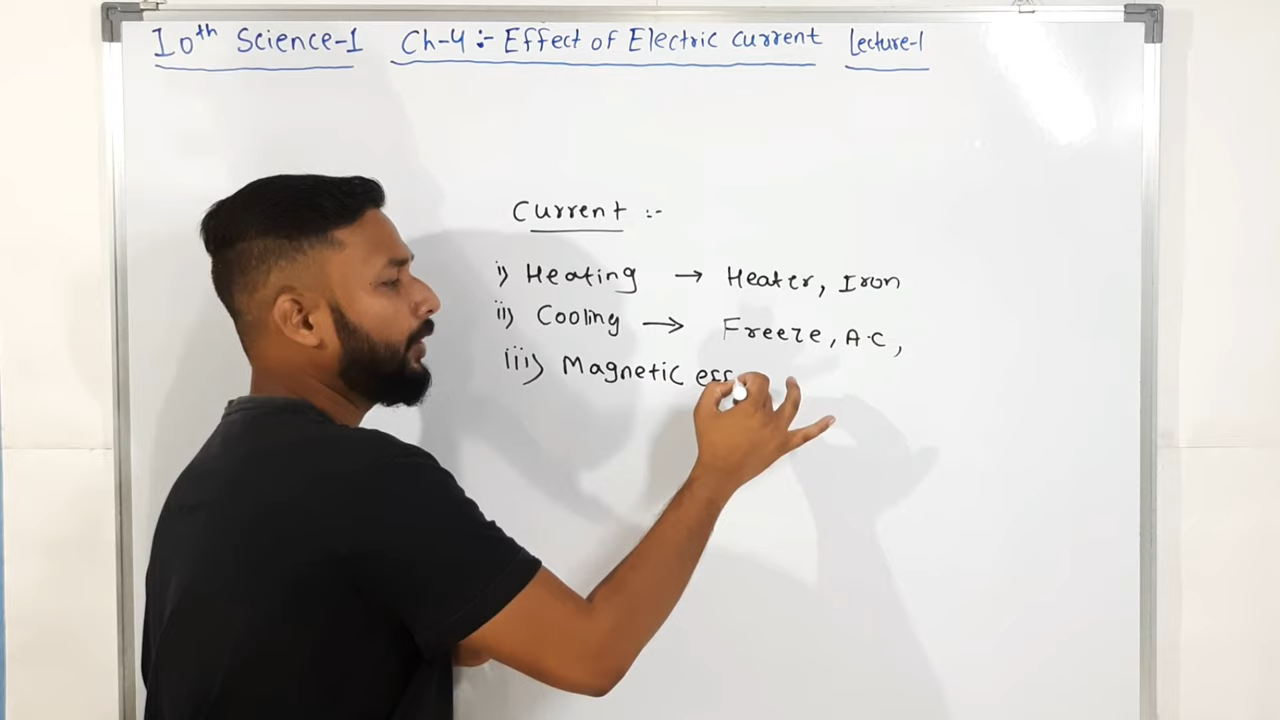 10th Science-1 Ch-4 :- Effect of Electric current Lecture-1
Current :-
i) Heating → Heater, Iron
ii) Cooling → Freeze, A.C,
iii) Magnetic eff